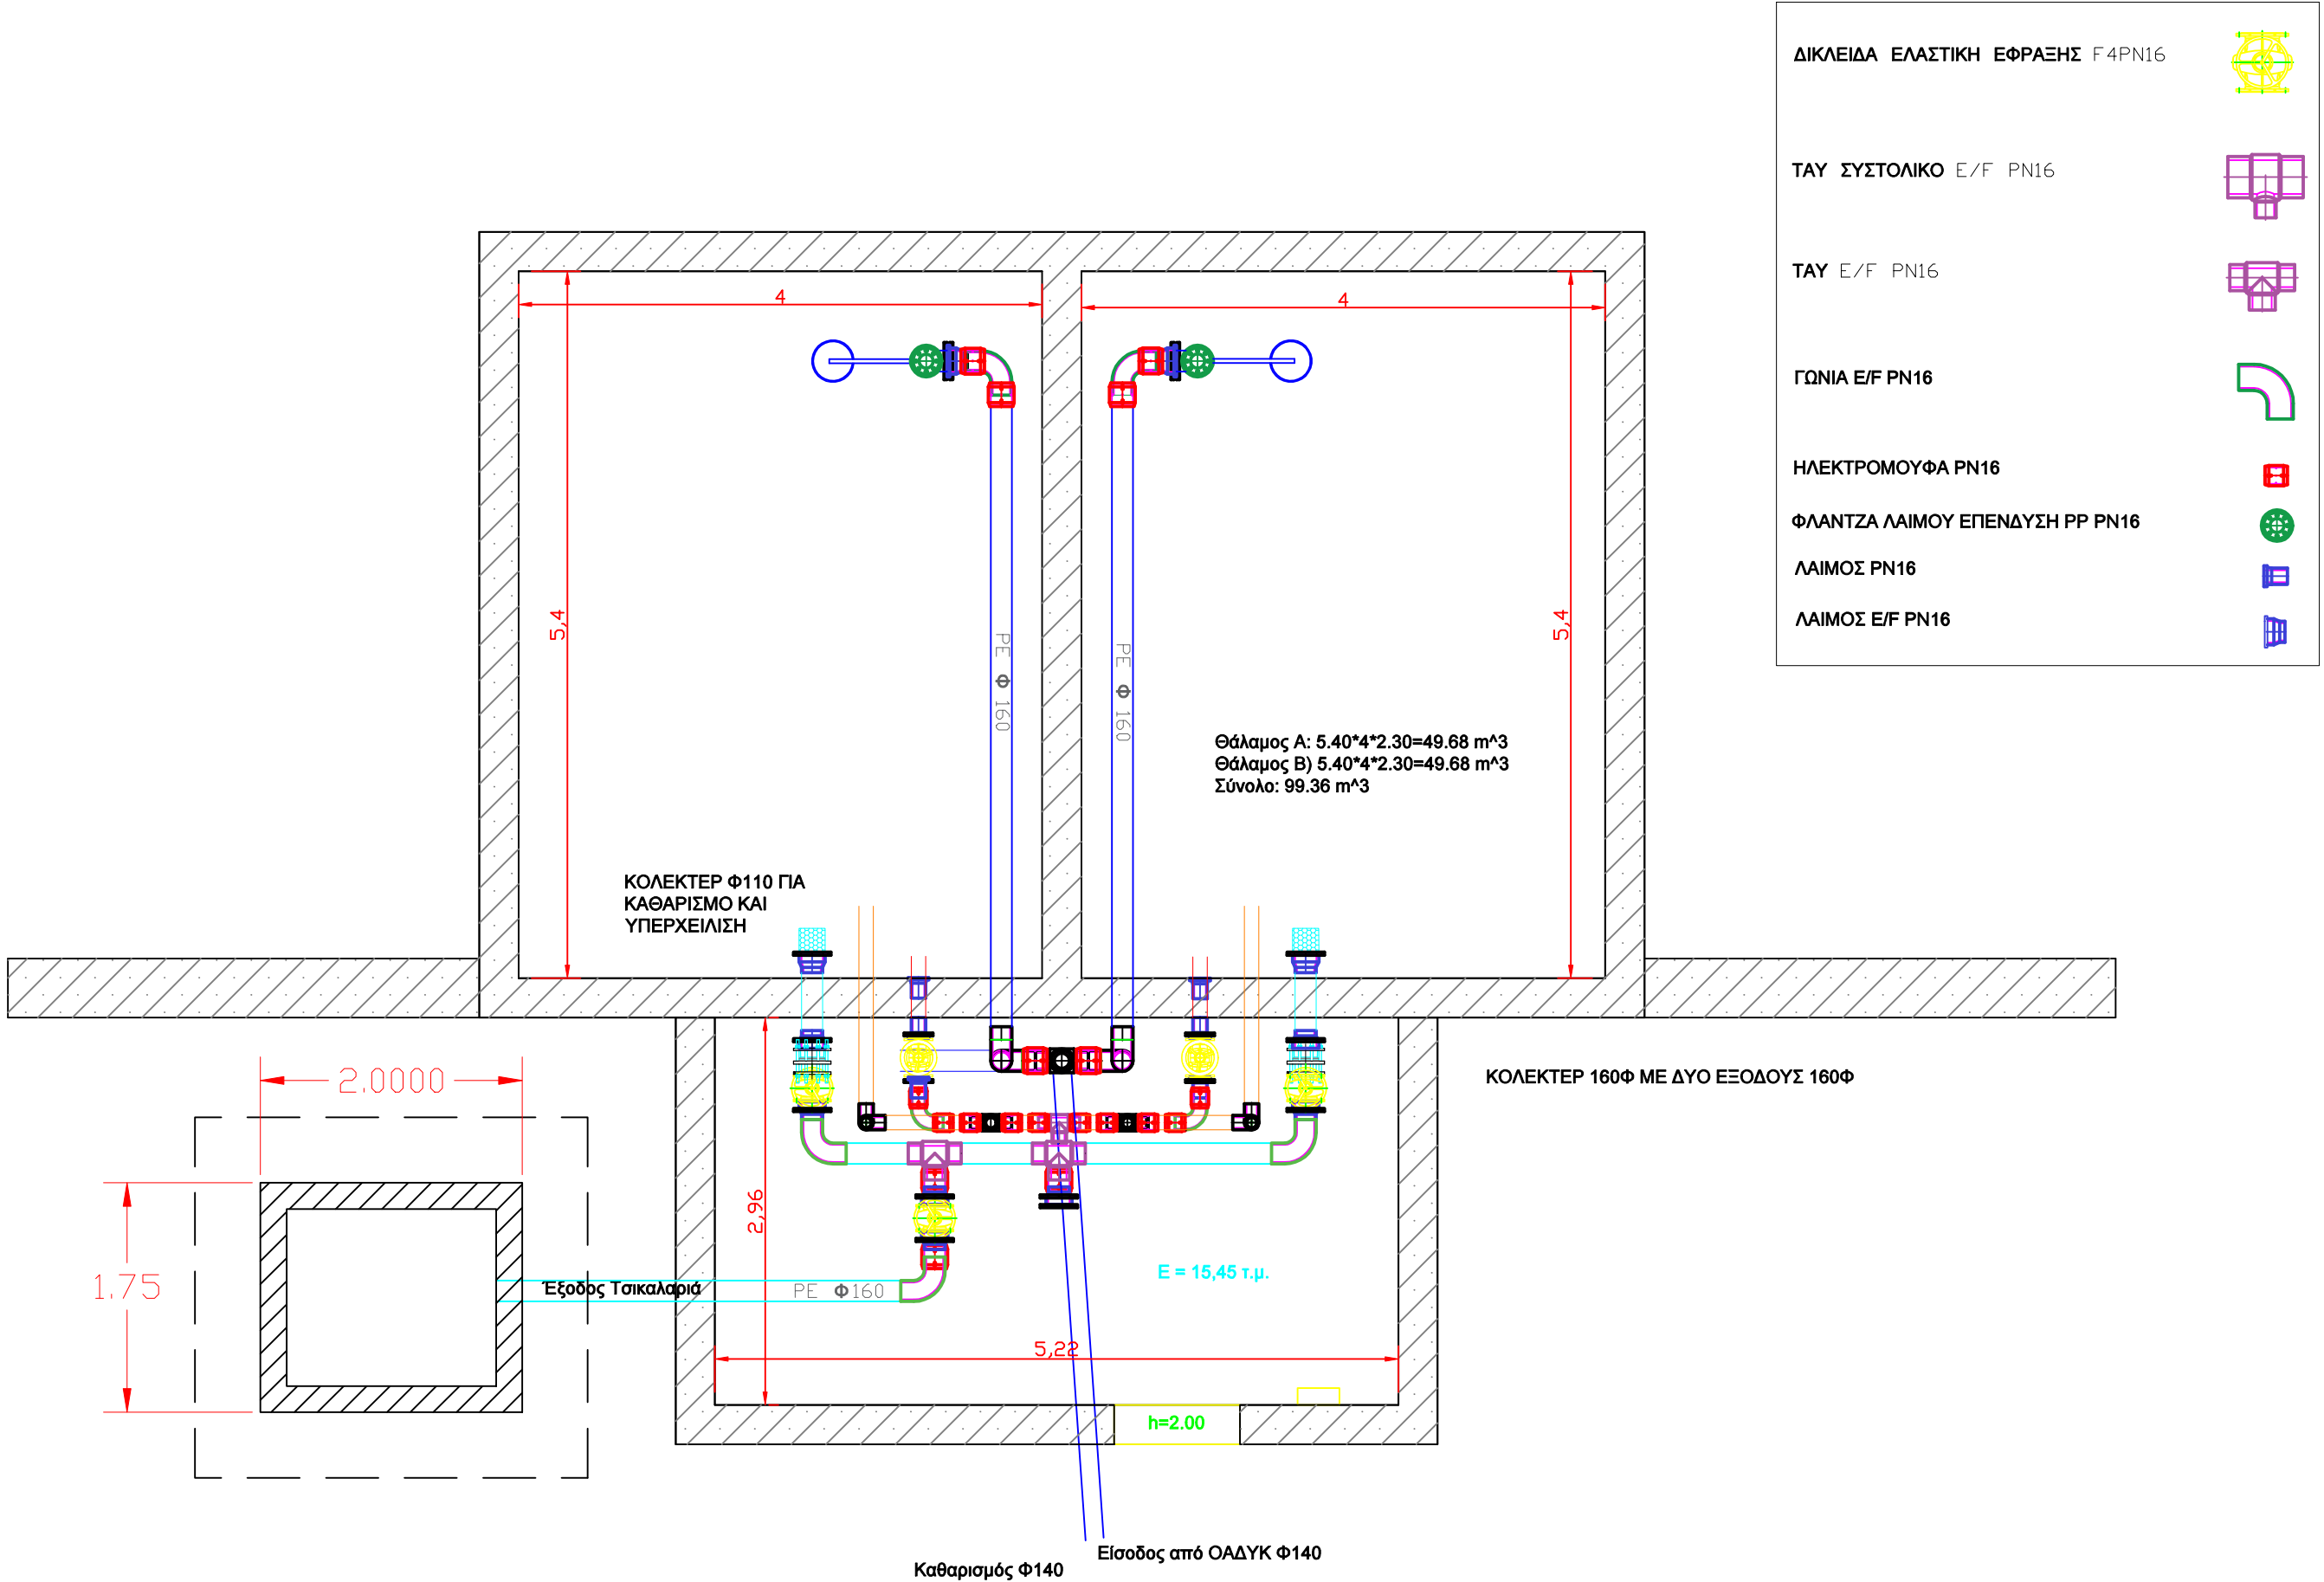 ΔΙΚΛΕΙΔΑ ΕΛΑΣΤΙΚΗ ΕΦΡΑΞΗΣ F4PN16
ΤΑΥ ΣΥΣΤΟΛΙΚΟ E/F PN16
ΤΑΥ E/F PN16
ΓΩΝΙΑ E/F PN16
ΗΛΕΚΤΡΟΜΟΥΦΑ PN16
ΦΛΑΝΤΖΑ ΛΑΙΜΟΥ ΕΠΕΝΔΥΣΗ PP PN16
ΛΑΙΜΟΣ PN16
ΛΑΙΜΟΣ E/F PN16
4
4
5,4
5,4
PE Φ 160
PE Φ 160
Θάλαμος Α: 5.40*4*2.30=49.68 m^3
Θάλαμος Β) 5.40*4*2.30=49.68 m^3
Σύνολο: 99.36 m^3
ΚΟΛΕΚΤΕΡ Φ110 ΓΙΑ
ΚΑΘΑΡΙΣΜΟ ΚΑΙ
ΥΠΕΡΧΕΙΛΙΣΗ
2.0000
ΚΟΛΕΚΤΕΡ 160Φ ΜΕ ΔΥΟ ΕΞΟΔΟΥΣ 160Φ
2,96
1.75
Έξοδος Τσικαλαριά
PE Φ160
E = 15,45 τ.μ.
5,22
h=2.00
Είσοδος από ΟΑΔΥΚ Φ140
Καθαρισμός Φ140